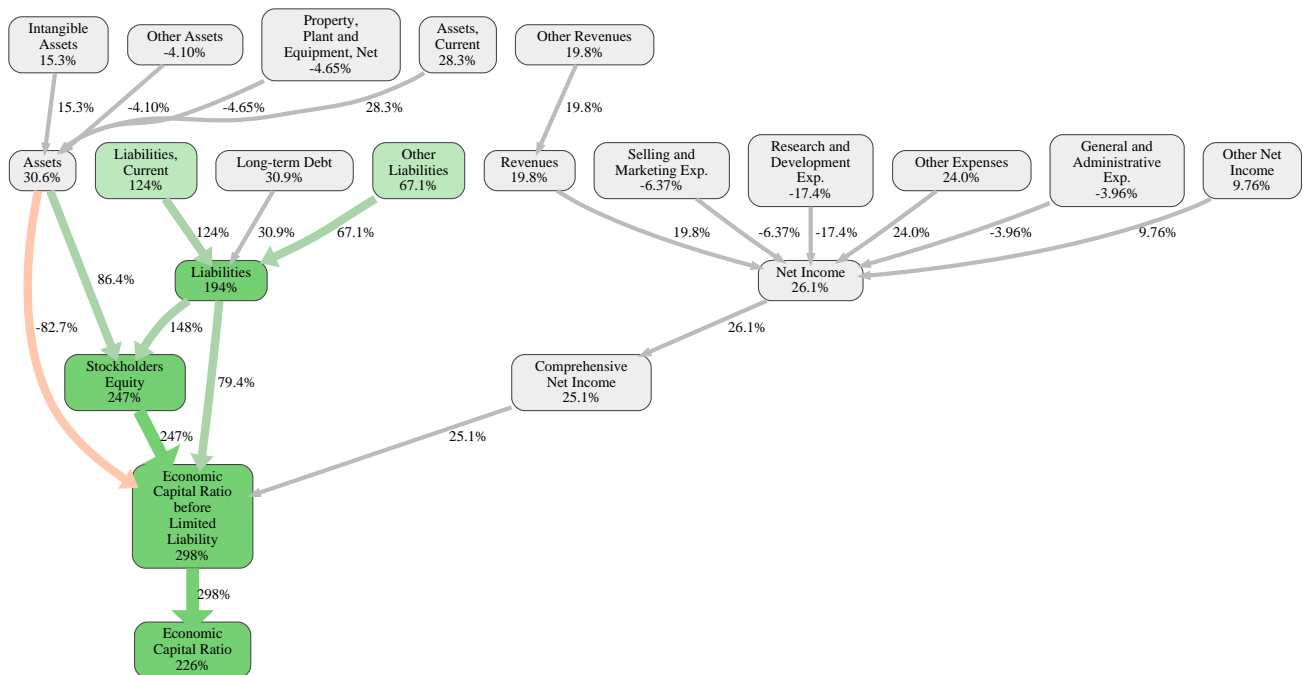 Intangible
Assets
15.3%
Other Assets
-4.10%
Property,
Plant and
Equipment, Net
-4.65%
Assets,
Current
28.3%
Other Revenues
19.8%
15.3%
-4.10%
-4.65%
28.3%
19.8%
Assets
30.6%
Liabilities,
Current
124%
Long-term Debt
30.9%
Other
Liabilities
67.1%
Revenues
19.8%
Selling and
Marketing Exp.
-6.37%
Research and
Development
Exp.
-17.4%
Other Expenses
24.0%
General and
Administrative
Exp.
-3.96%
Other Net
Income
9.76%
124%
30.9%
67.1%
19.8%
-6.37%
-17.4%
24.0%
-3.96%
9.76%
86.4%
Liabilities
194%
Net Income
26.1%
-82.7%
148%
26.1%
Stockholders
Equity
247%
79.4%
Comprehensive
Net Income
25.1%
247%
25.1%
Economic
Capital Ratio
before
Limited
Liability
298%
298%
Economic
Capital Ratio
226%